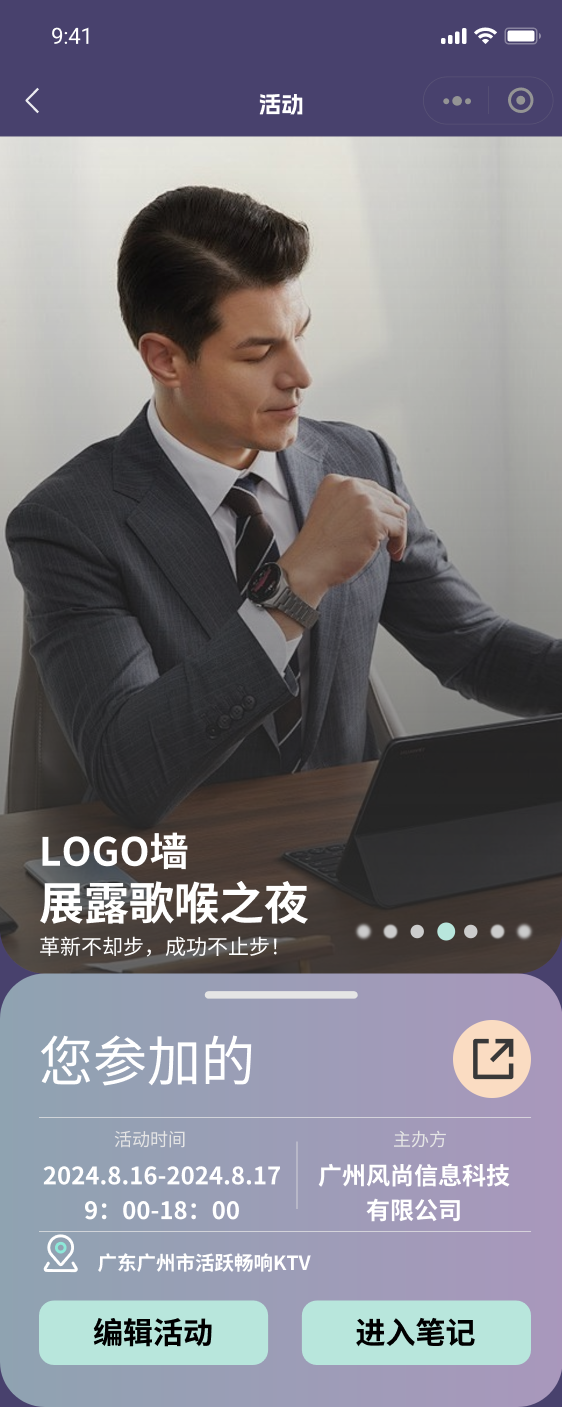 9:41
活动
LOGO墙
展露歌喉之夜
革新不却步，成功不止步！
您参加的
活动时间
2024.8.16-2024.8.17
9：00-18：00
主办方
广州风尚信息科技
有限公司
广东广州市活跃畅响KTV
编辑活动
进入笔记